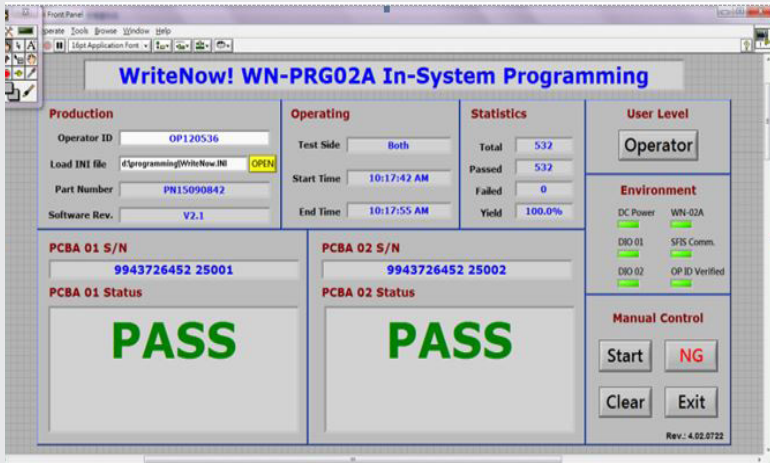 Front Panel
Operate Tools Browse Window Help
16pt Application Font
WriteNow! WN-PRG02A In-System Programming
Production
Operator ID OP120536
Load INI file d:\programming\WriteNow.INI OPEN
Part Number PN15090842
Software Rev. V2.1
Operating
Test Side Both
Start Time 10:17:42 AM
End Time 10:17:55 AM
Statistics
Total 532
Passed 532
Failed 0
Yield 100.0%
User Level
Operator
Environment
DC Power WN-02A
DIO 01 SFIS Comm.
DIO 02 OP ID Verified
PCBA 01 S/N
9943726452 25001
PCBA 01 Status
PASS
PCBA 02 S/N
9943726452 25002
PCBA 02 Status
PASS
Manual Control
Start NG
Clear Exit
Rev.: 4.02.0722